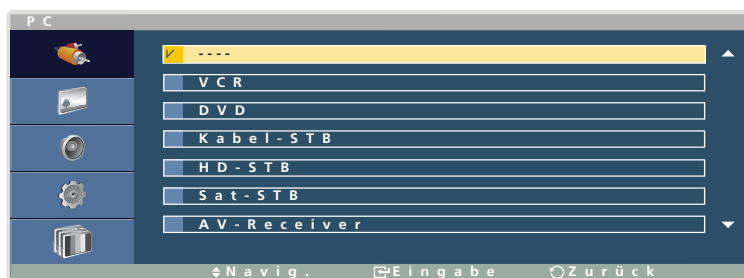 PC
----
VCR
DVD
Kabel-STB
HD-STB
Sat-STB
AV-Receiver
Navig. Eingabe Zurück